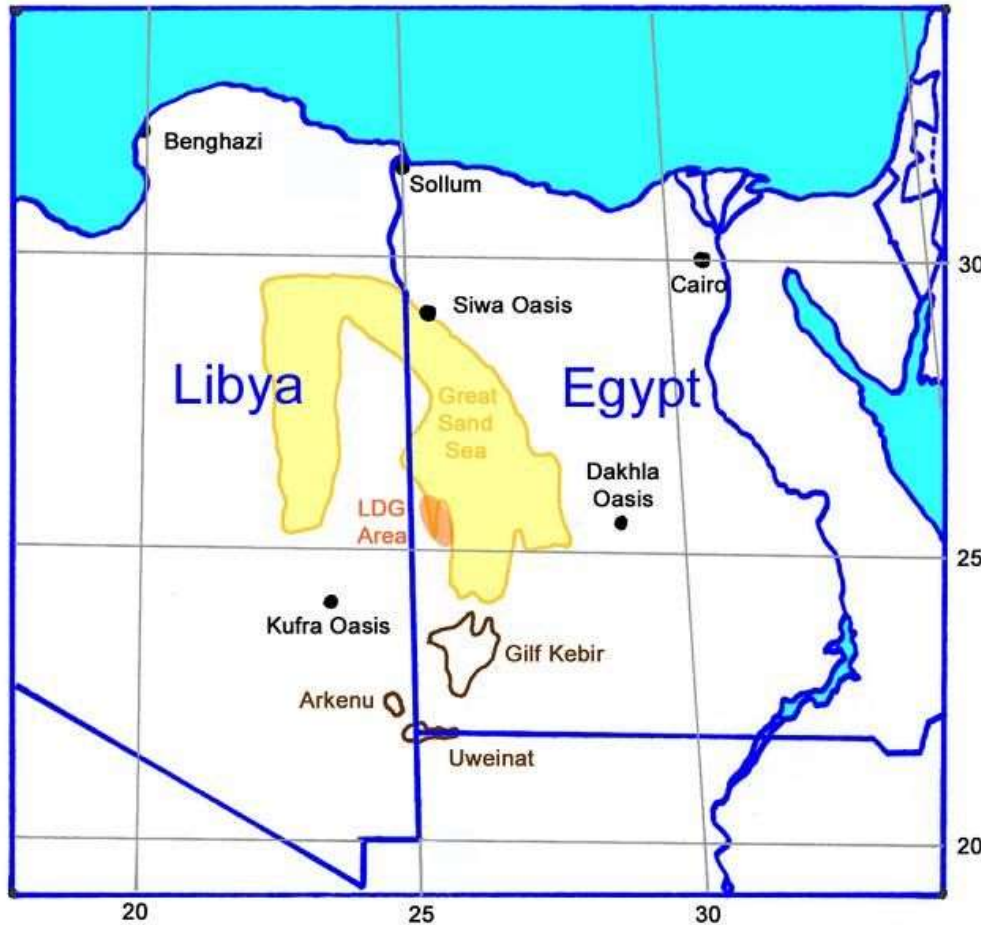 Benghazi
Sollum
30
Cairo
Siwa Oasis
Libya
Egypt
Great
Sand
Sea
Dakhla
Oasis
LDG
Area
25
Kufra Oasis
Gilf Kebir
Arkenu
Uweinat
20
20
25
30